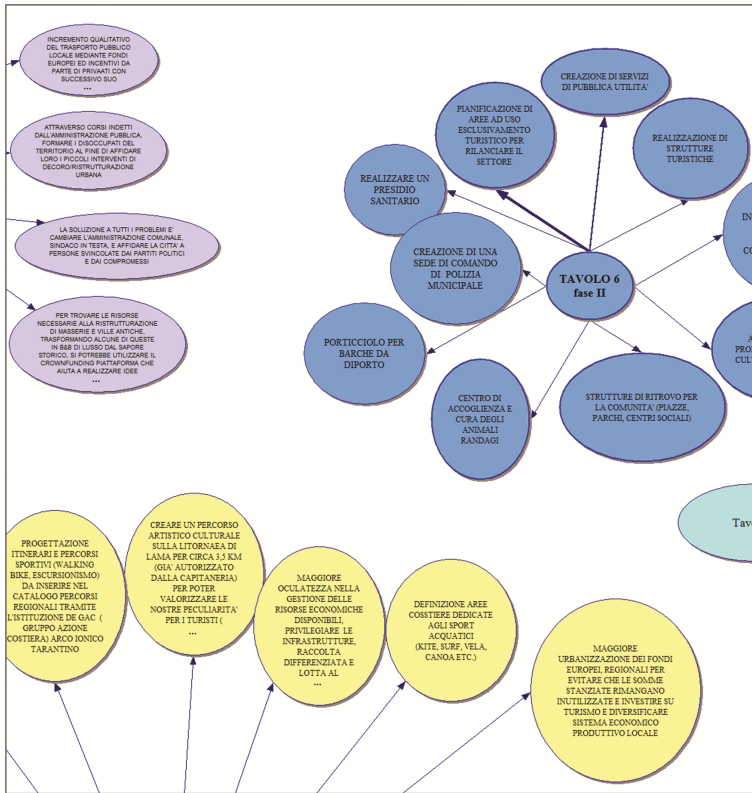 INCREMENTO QUALITATIVO
DEL TRASPORTO PUBBLICO
LOCALE MEDIANTE FONDI
EUROPEI ED INCENTIVI DA
PARTE DI PRIVAATI CON
SUCCESSIVO SUO
...
ATTRAVERSO CORSI INDETTI
DALL'AMMINISTRAZIONE PUBBLICA,
FORMARE I DISOCCUPATI DEL
TERRITORIO AL FINE DI AFFIDARE
LORO I PICCOLI INTERVENTI DI
DECORO/RISTRUTTURAZIONE
URBANA
LA SOLUZIONE A TUTTI I PROBLEMI E'
CAMBIARE L'AMMINISTRAZIONE COMUNALE,
SINDACO IN TESTA, E AFFIDARE LA CITTA' A
PERSONE SVINCOLATE DAI PARTITI POLITICI
E DAI COMPROMESSI
PER TROVARE LE RISORSE
NECESSARIE ALLA RISTRUTTURAZIONE
DI MASSERIE E VILLE ANTICHE,
TRASFORMANDO ALCUNE DI QUESTE
IN B&B DI LUSSO DAL SAPORE
STORICO, SI POTREBBE UTILIZZARE IL
CROWNFUNDING PIATTAFORMA CHE
AIUTA A REALIZZARE IDEE
...
CREAZIONE DI SERVIZI
DI PUBBLICA UTILITA'
PIANIFICAZIONE DI
AREE AD USO
ESCLUSIVAMENTO
TURISTICO PER
RILANCIARE IL
SETTORE
REALIZZAZIONE DI
STRUTTURE
TURISTICHE
REALIZZARE UN
PRESIDIO
SANITARIO
CREAZIONE DI UNA
SEDE DI COMANDO
DI POLIZIA
MUNICIPALE
TAVOLO 6
fase II
PORTICCIOLO PER
BARCHE DA
DIPORTO
CENTRO DI
ACCOGLIENZA E
CURA DEGLI
ANIMALI
RANDAGI
STRUTTURE DI RITROVO PER
LA COMUNITA' (PIAZZE,
PARCHI, CENTRI SOCIALI)
PROGETTAZIONE
ITINERARI E PERCORSI
SPORTIVI (WALKING
BIKE, ESCURSIONISMO)
DA INSERIRE NEL
CATALOGO PERCORSI
REGIONALI TRAMITE
L'ISTITUZIONE DE GAC (
GRUPPO AZIONE
COSTIERA) ARCO IONICO
TARANTINO
CREARE UN PERCORSO
ARTISTICO CULTURALE
SULLA LITORNAEA DI
LAMA PER CIRCA 3,5 KM
(GIA' AUTORIZZATO
DALLA CAPITANERIA)
PER POTER
VALORIZZARE LE
NOSTRE PECULIARITA'
PER I TURISTI (
...
MAGGIORE
OCULATEZZA NELLA
GESTIONE DELLE
RISORSE ECONOMICHE
DISPONIBILI,
PRIVILEGIARE LE
INFRASTRUTTURE,
RACCOLTA
DIFFERENZIATA E
LOTTA AL
...
DEFINIZIONE AREE
COSSTIERE DEDICATE
AGLI SPORT
ACQUATICI
(KITE, SURF, VELA,
CANOA ETC.)
MAGGIORE
URBANIZZAZIONE DEI FONDI
EUROPEI, REGIONALI PER
EVITARE CHE LE SOMME
STANZIATE RIMANGANO
INUTILIZZATE E INVESTIRE SU
TURISMO E DIVERSIFICARE
SISTEMA ECONOMICO
PRODUTTIVO LOCALE